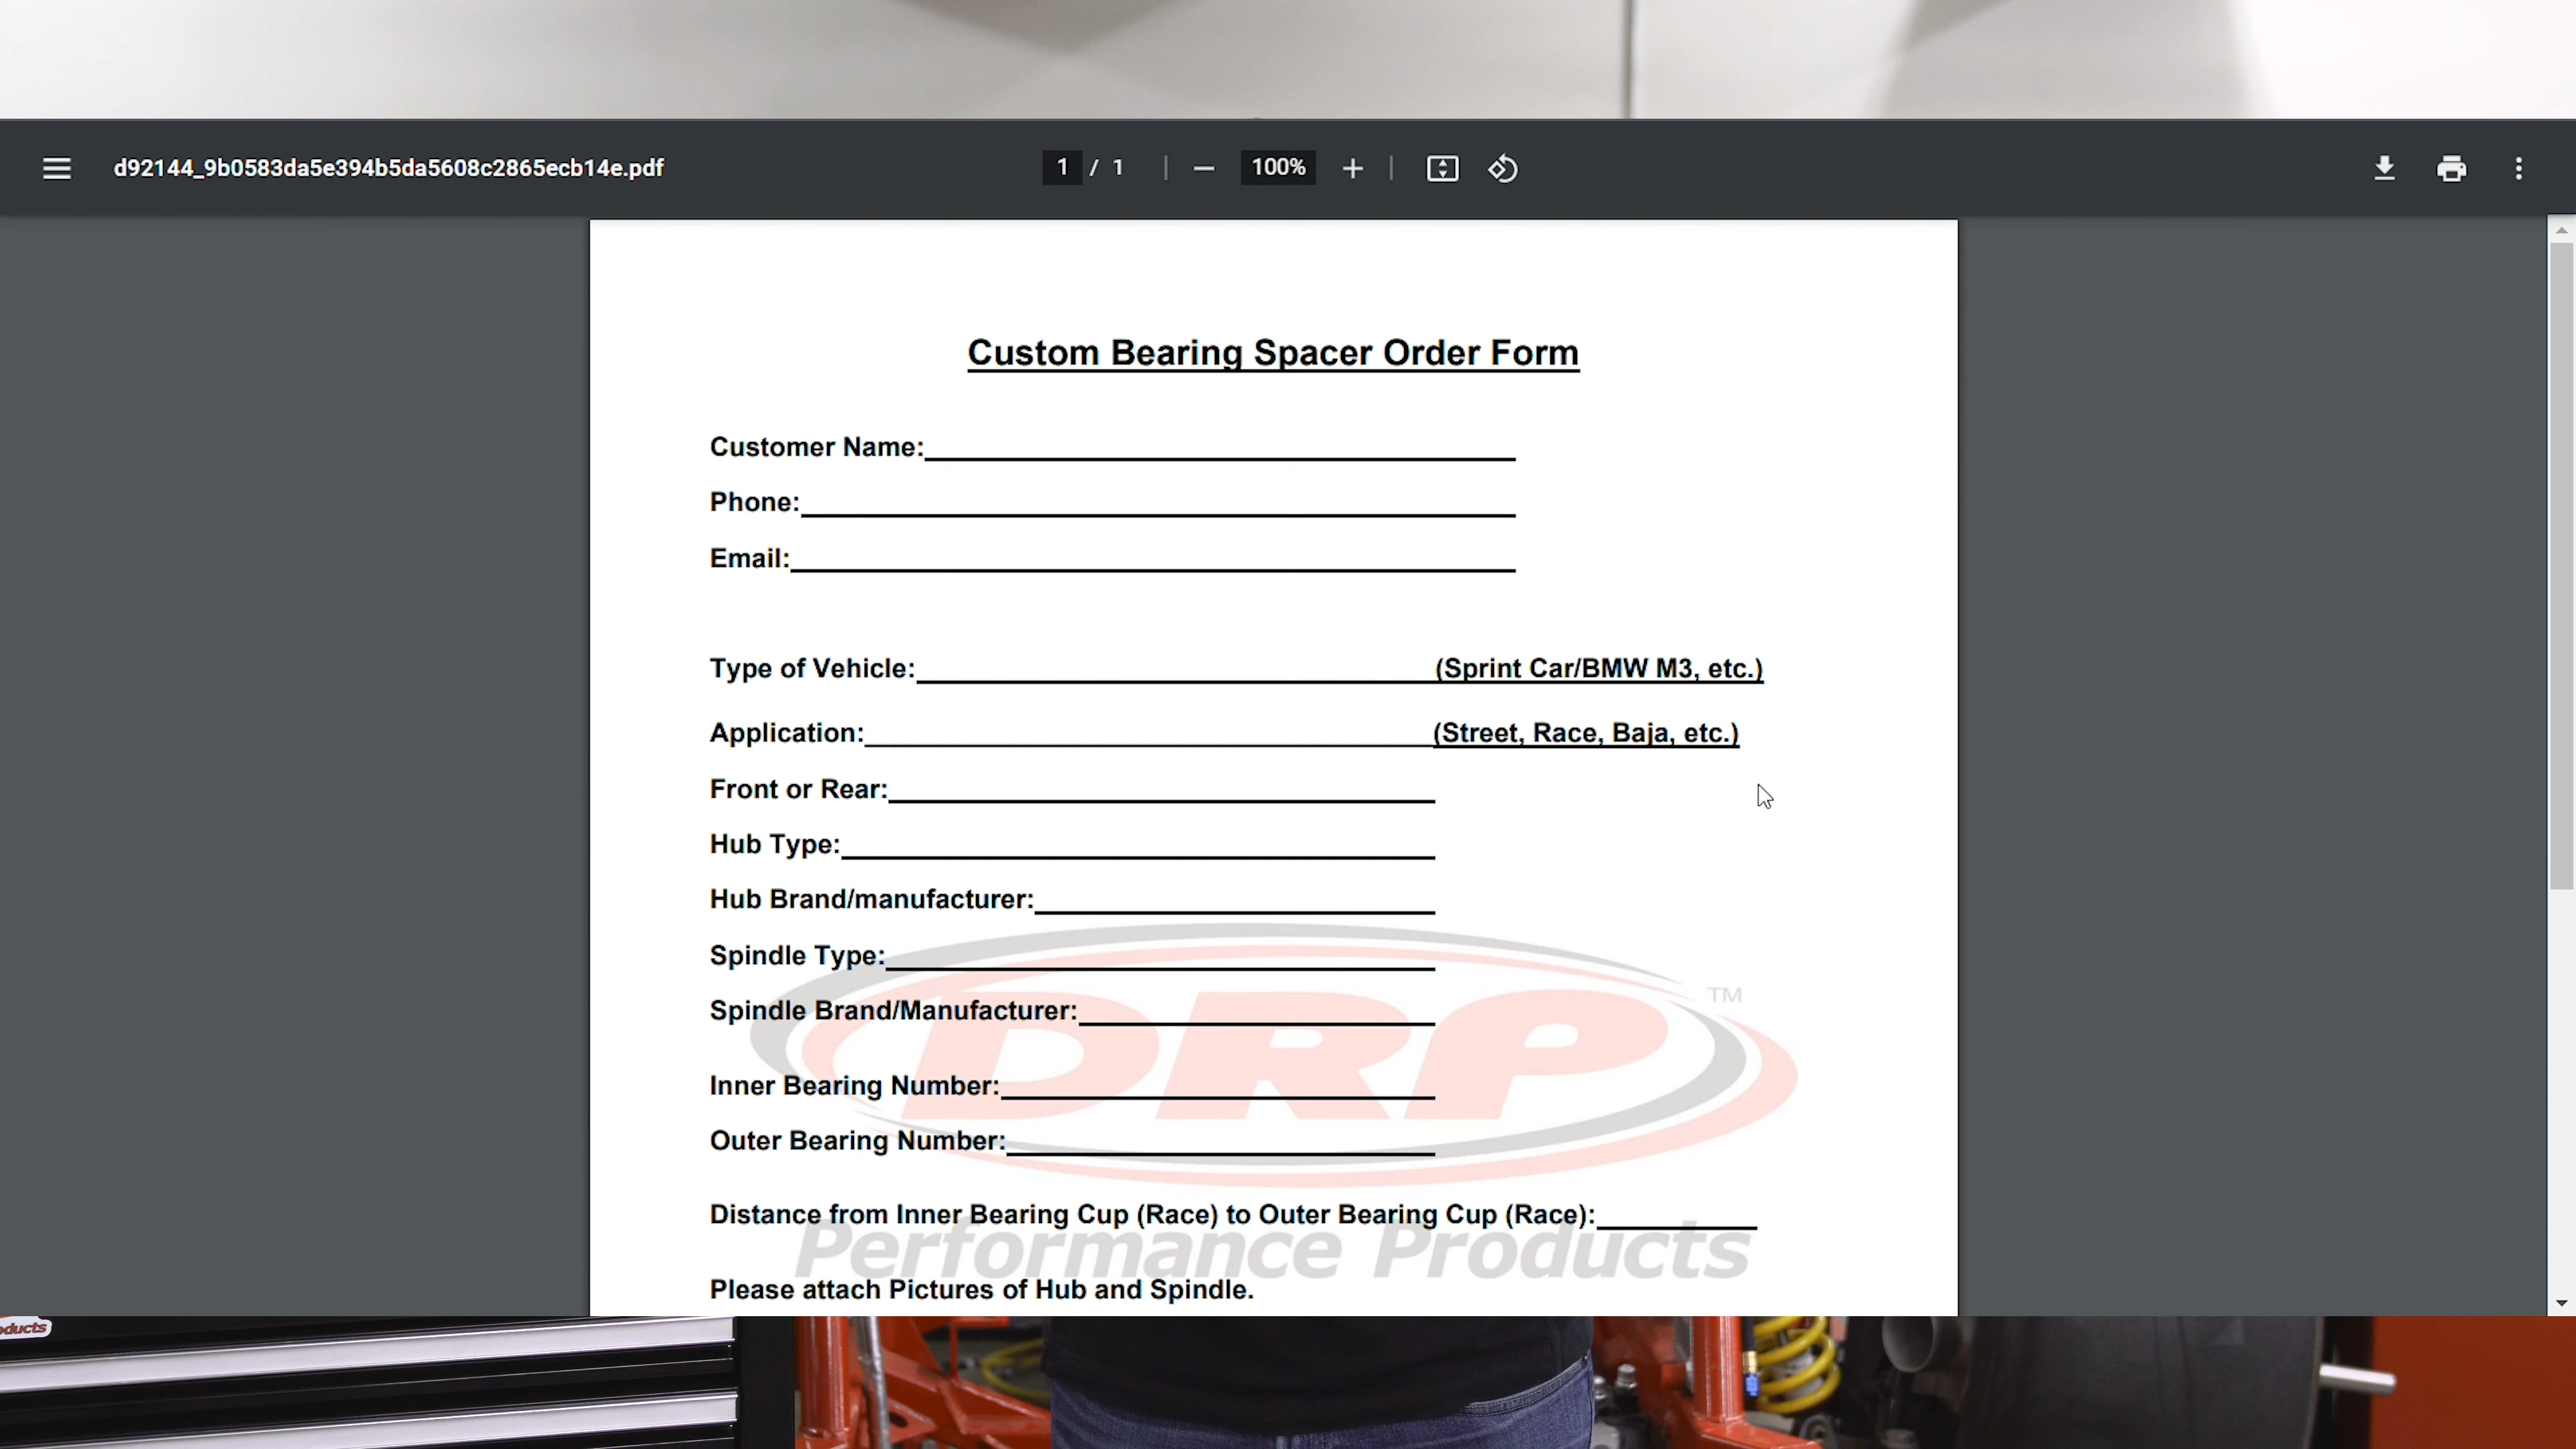 d92144_9b0583da5e394b5da5608c2865ecb14e.pdf
1 / 1
100%
Custom Bearing Spacer Order Form
Customer Name:
Phone:
Email:
Type of Vehicle: (Sprint Car/BMW M3, etc.)
Application: (Street, Race, Baja, etc.)
Front or Rear:
Hub Type:
Hub Brand/manufacturer:
Spindle Type:
Spindle Brand/Manufacturer:
DRP TM
Inner Bearing Number:
Outer Bearing Number:
Distance from Inner Bearing Cup (Race) to Outer Bearing Cup (Race):
Performance Products
Please attach Pictures of Hub and Spindle.